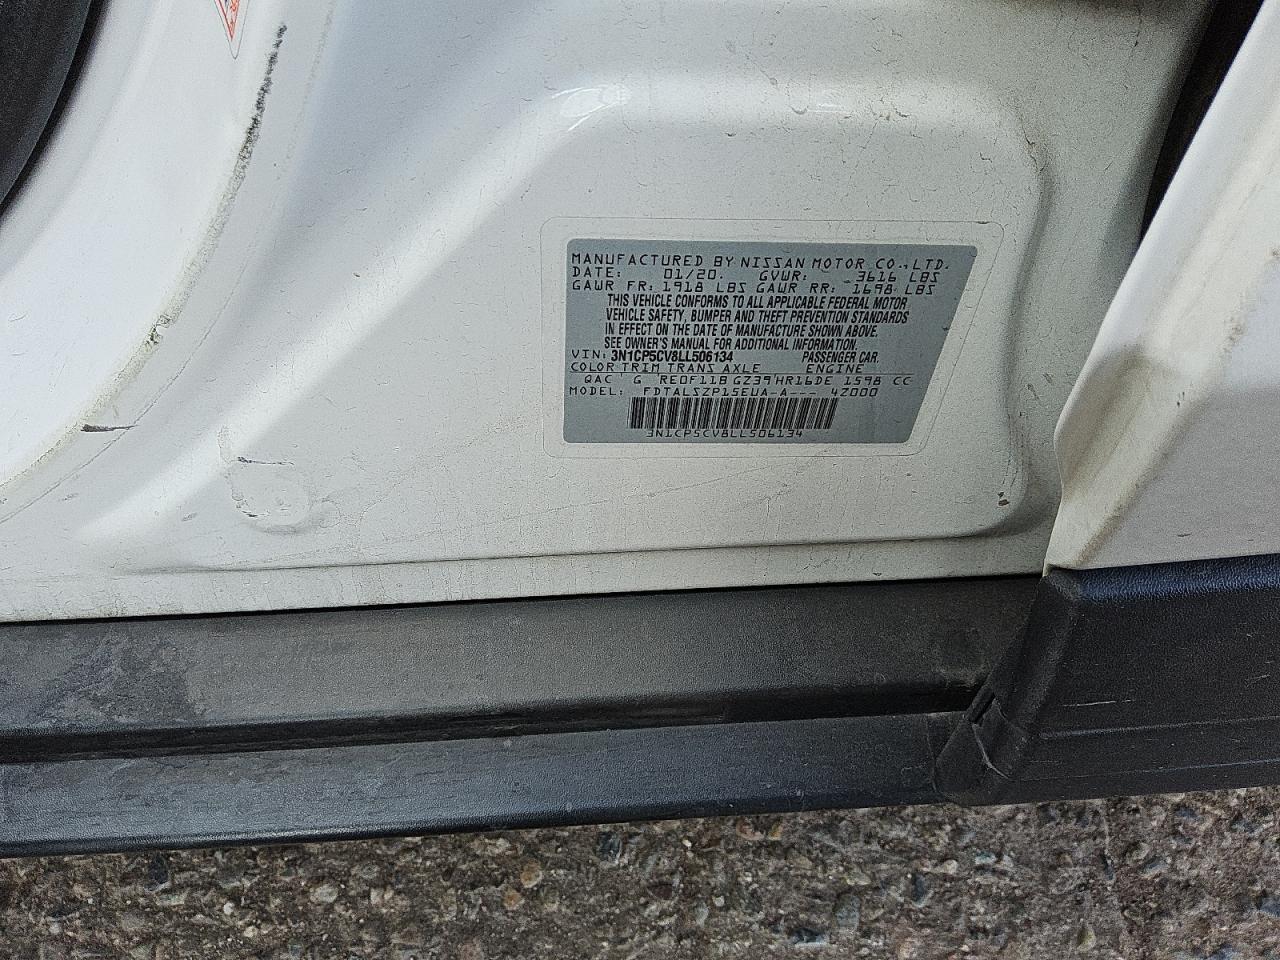 MANUFACTURED BY NISSAN MOTOR CO.,LTD.
DATE: 01/20. GVWR: 3616 LBS
GAWR FR: 1918 LBS GAWR RR: 1698 LBS
THIS VEHICLE CONFORMS TO ALL APPLICABLE FEDERAL MOTOR
VEHICLE SAFETY, BUMPER AND THEFT PREVENTION STANDARDS
IN EFFECT ON THE DATE OF MANUFACTURE SHOWN ABOVE.
SEE OWNER'S MANUAL FOR ADDITIONAL INFORMATION.
VIN: 3N1CP5CV8LL506134 PASSENGER CAR.
COLOR TRIM TRANS AXLE ENGINE
QAC G RE0F11B GZ39 HR16DE 1598 CC
MODEL: FDTALSZP15EUA-A--- 42000
3N1CP5CV8LL506134